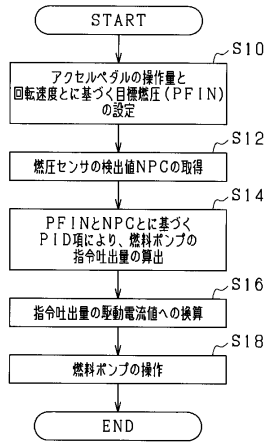 START
S10
アクセルペダルの操作量と
回転速度とに基づく目標燃圧(PFIN)
の設定
S12
燃圧センサの検出値NPCの取得
S14
PFINとNPCとに基づく
PID項により、燃料ポンプの
指令吐出量の算出
S16
指令吐出量の駆動電流値への換算
S18
燃料ポンプの操作
END